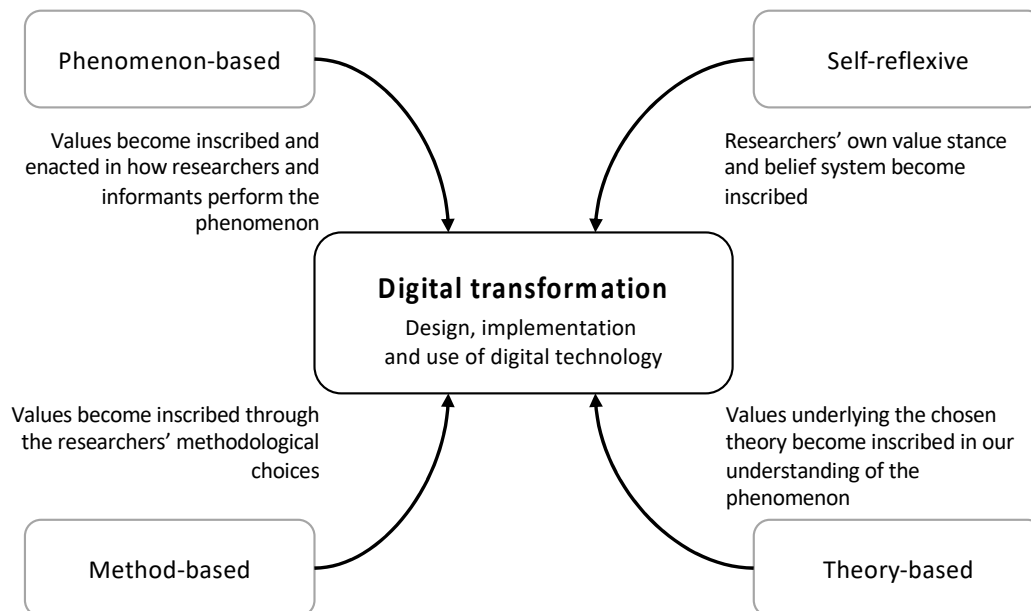 Phenomenon-based
Values become inscribed and
enacted in how researchers and
informants perform the
phenomenon
Self-reflexive
Researchers’ own value stance
and belief system become
inscribed
Digital transformation
Design, implementation
and use of digital technology
Values become inscribed through
the researchers’ methodological
choices
Method-based
Values underlying the chosen
theory become inscribed in our
understanding of the
phenomenon
Theory-based